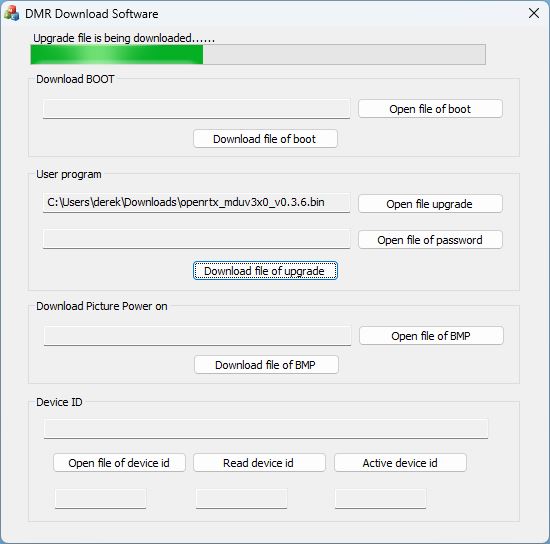 DMR Download Software
Upgrade file is being downloaded......
Download BOOT
Open file of boot
Download file of boot
User program
C:\Users\derek\Downloads\openrtx_mduv3x0_v0.3.6.bin
Open file upgrade
Open file of password
Download file of upgrade
Download Picture Power on
Open file of BMP
Download file of BMP
Device ID
Open file of device id Read device id Active device id